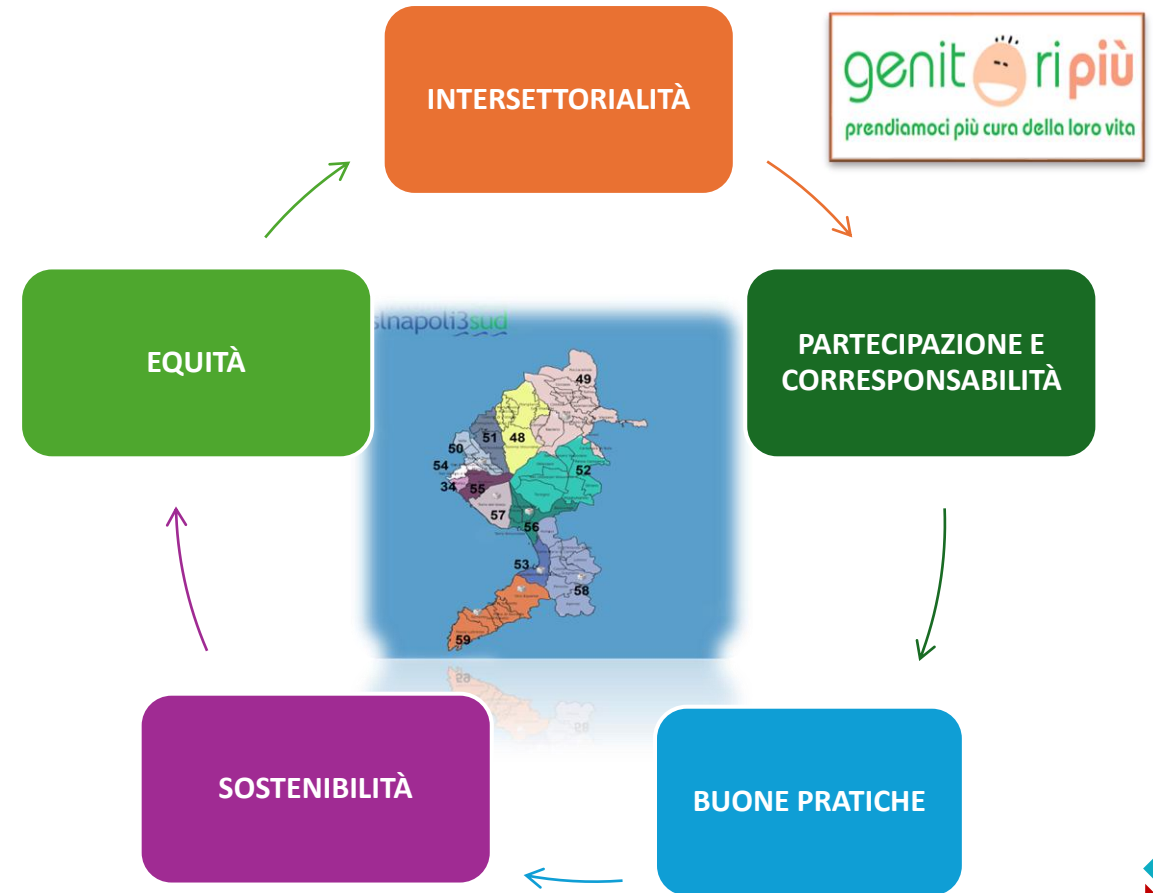 INTERSETTORIALITÀ
genitori più
prendiamoci più cura della loro vita
EQUITÀ
PARTECIPAZIONE E
CORRESPONSABILITÀ
slnapoli3sud
49
51
48
50
54
52
34
55
57
56
53
58
59
SOSTENIBILITÀ
BUONE PRATICHE